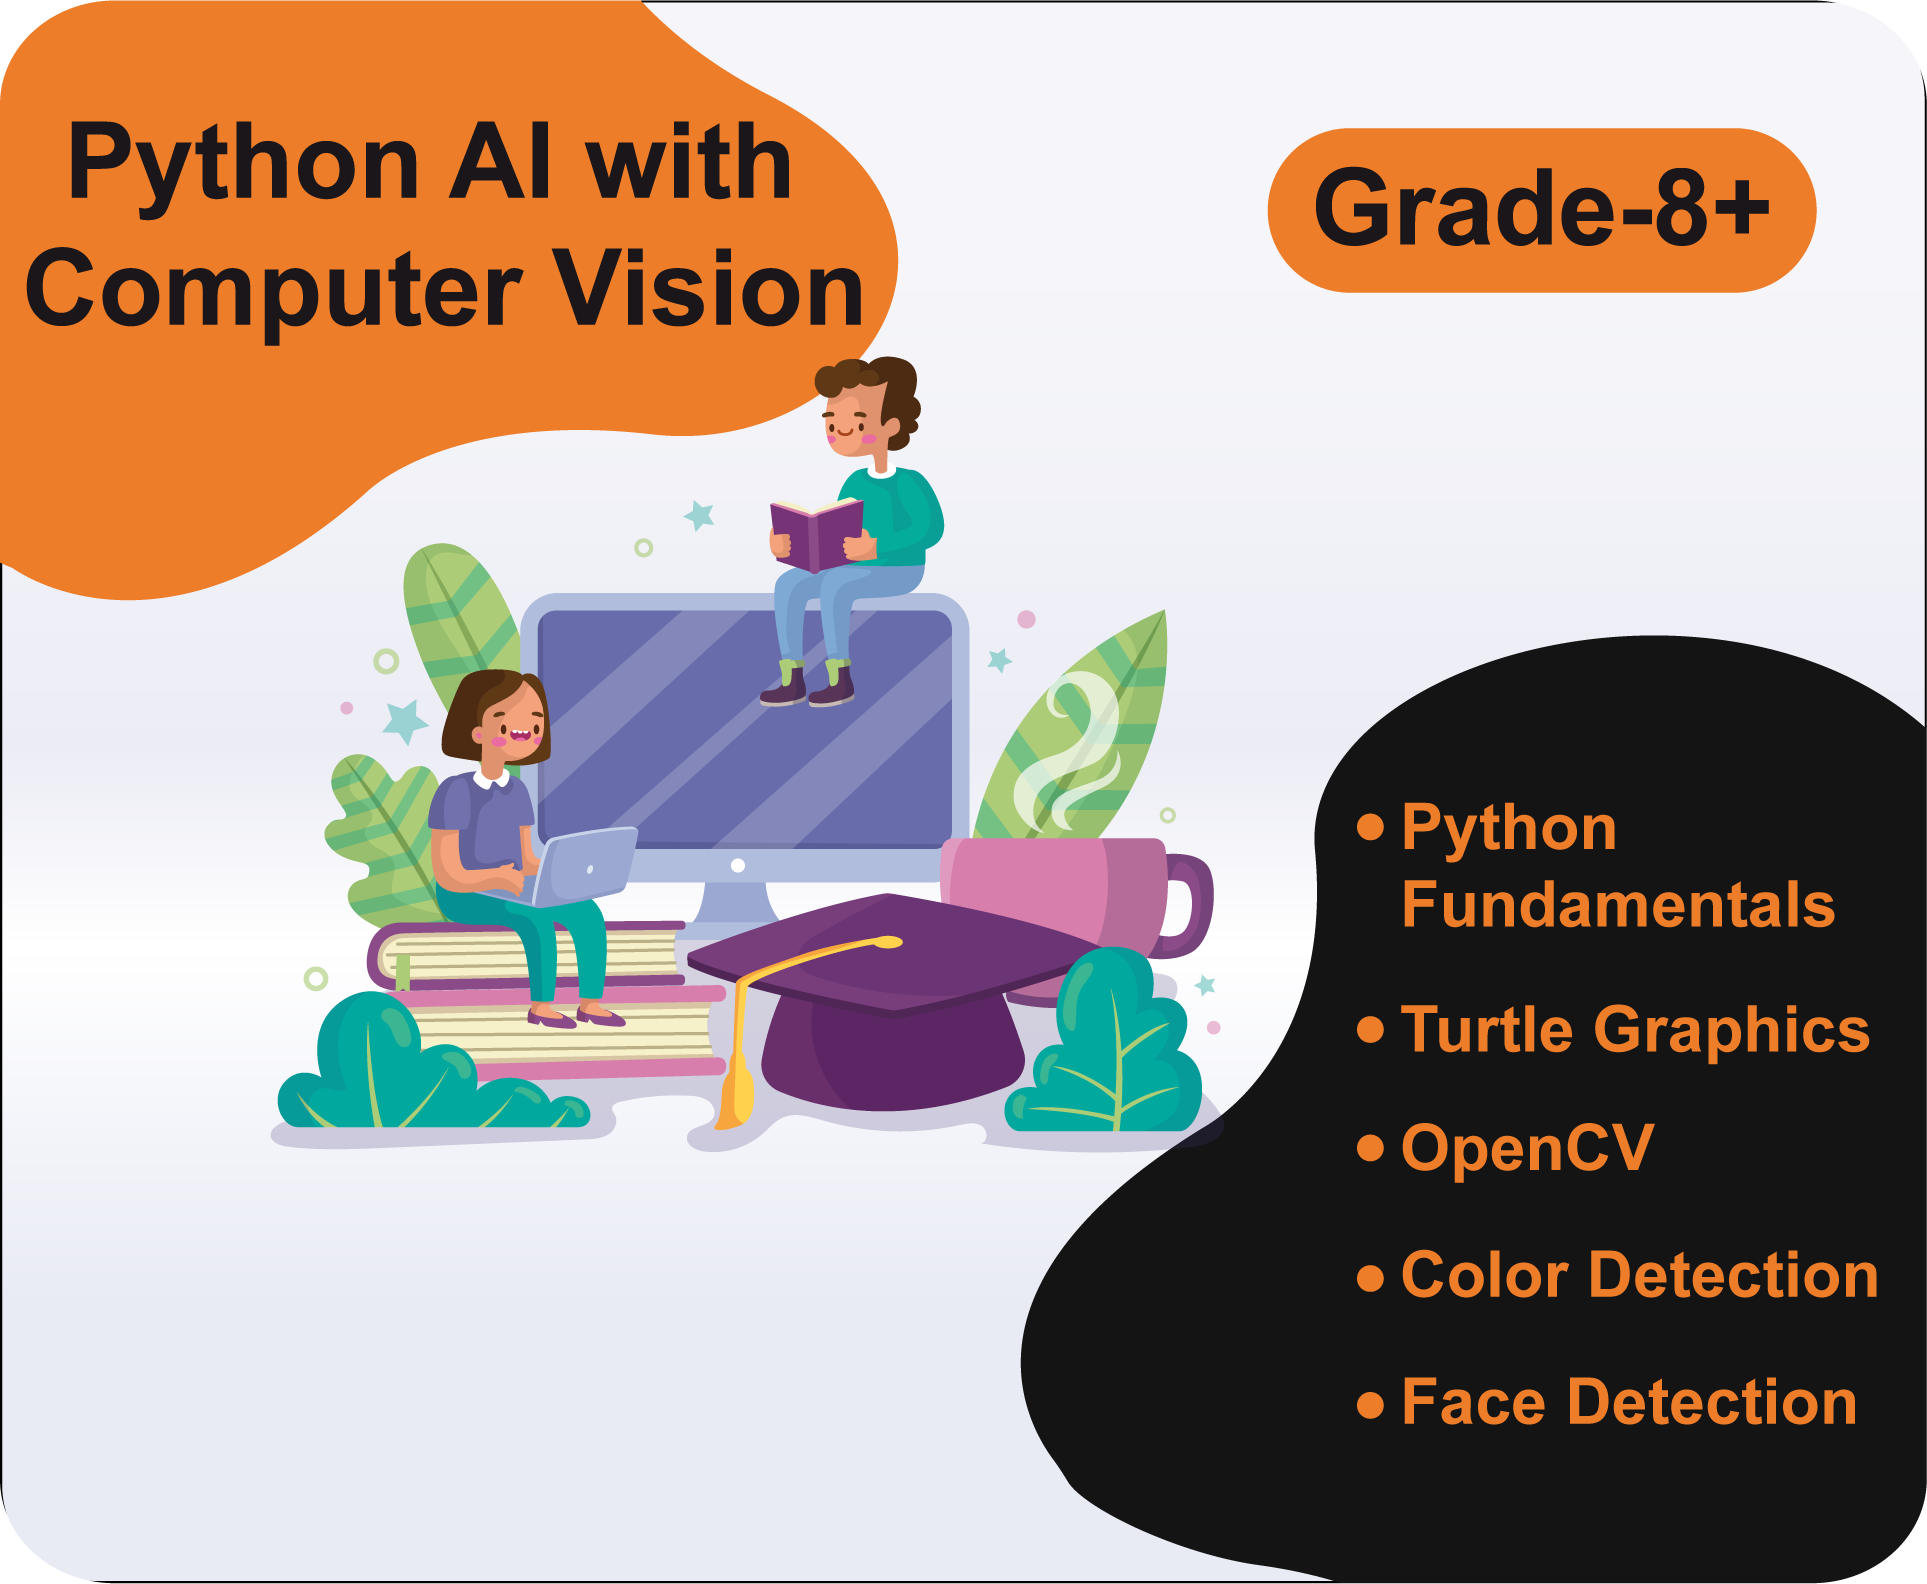 Python AI with
Computer Vision
Grade-8+
• Python
Fundamentals
• Turtle Graphics
• OpenCV
• Color Detection
• Face Detection